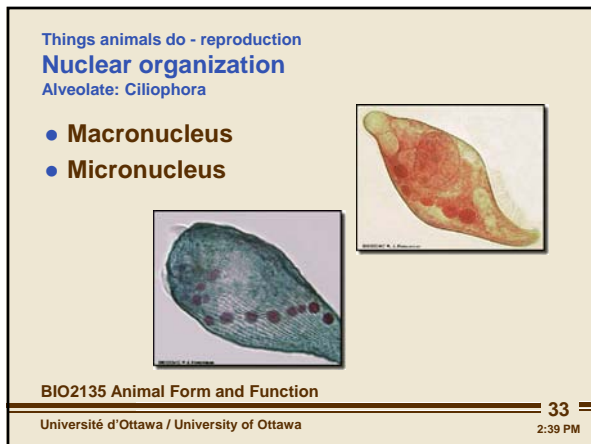 Things animals do - reproduction
Nuclear organization
Alveolate: Ciliophora
● Macronucleus
● Micronucleus
BIO2135 Animal Form and Function
Université d'Ottawa / University of Ottawa
33
2:39 PM